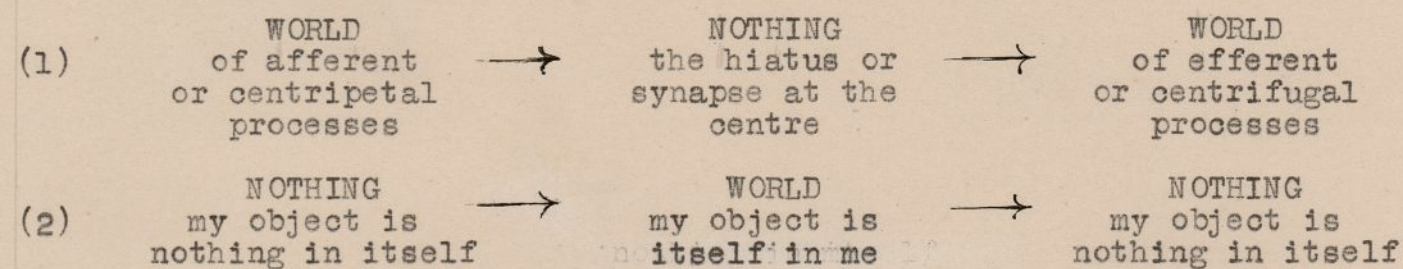 WORLD NOTHING WORLD
(1) of afferent → the hiatus or → of efferent
or centripetal synapse at the or centrifugal
processes centre processes
NOTHING WORLD NOTHING
(2) my object is → my object is → my object is
nothing in itself itself in me nothing in itself